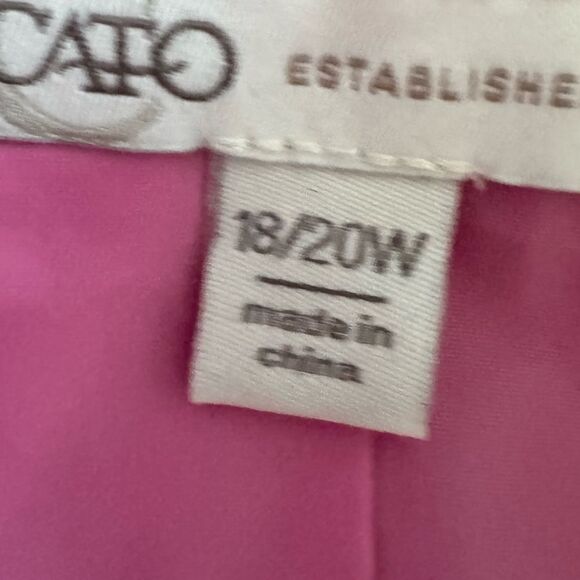 CATO ESTABLISHE
18/20W
made in
china